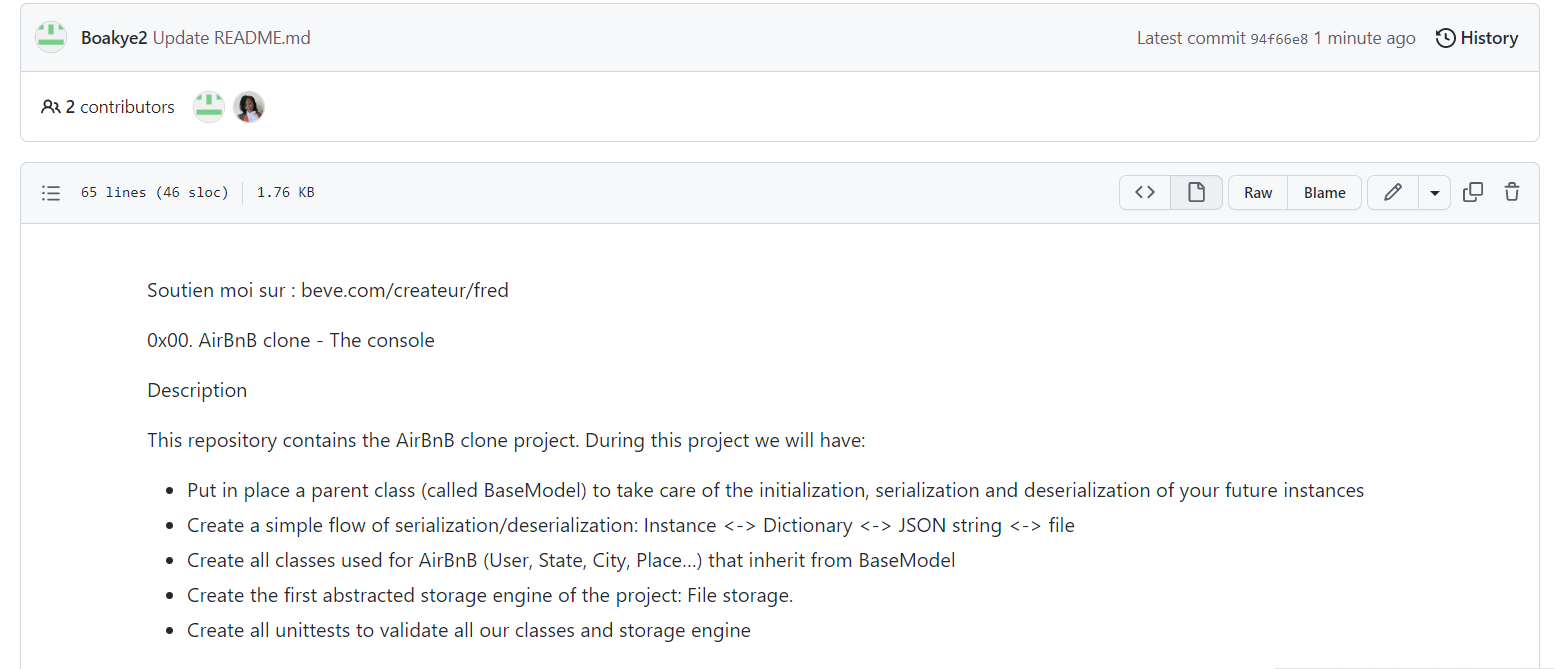 Boakye2 Update README.md
Latest commit 94f66e8 1 minute ago History
2 contributors
65 lines (46 sloc) 1.76 KB
Raw Blame
Soutien moi sur : beve.com/createur/fred
0x00. AirBnB clone - The console
Description
This repository contains the AirBnB clone project. During this project we will have:
Put in place a parent class (called BaseModel) to take care of the initialization, serialization and deserialization of your future instances
Create a simple flow of serialization/deserialization: Instance <-> Dictionary <-> JSON string <-> file
Create all classes used for AirBnB (User, State, City, Place...) that inherit from BaseModel
Create the first abstracted storage engine of the project: File storage.
Create all unittests to validate all our classes and storage engine